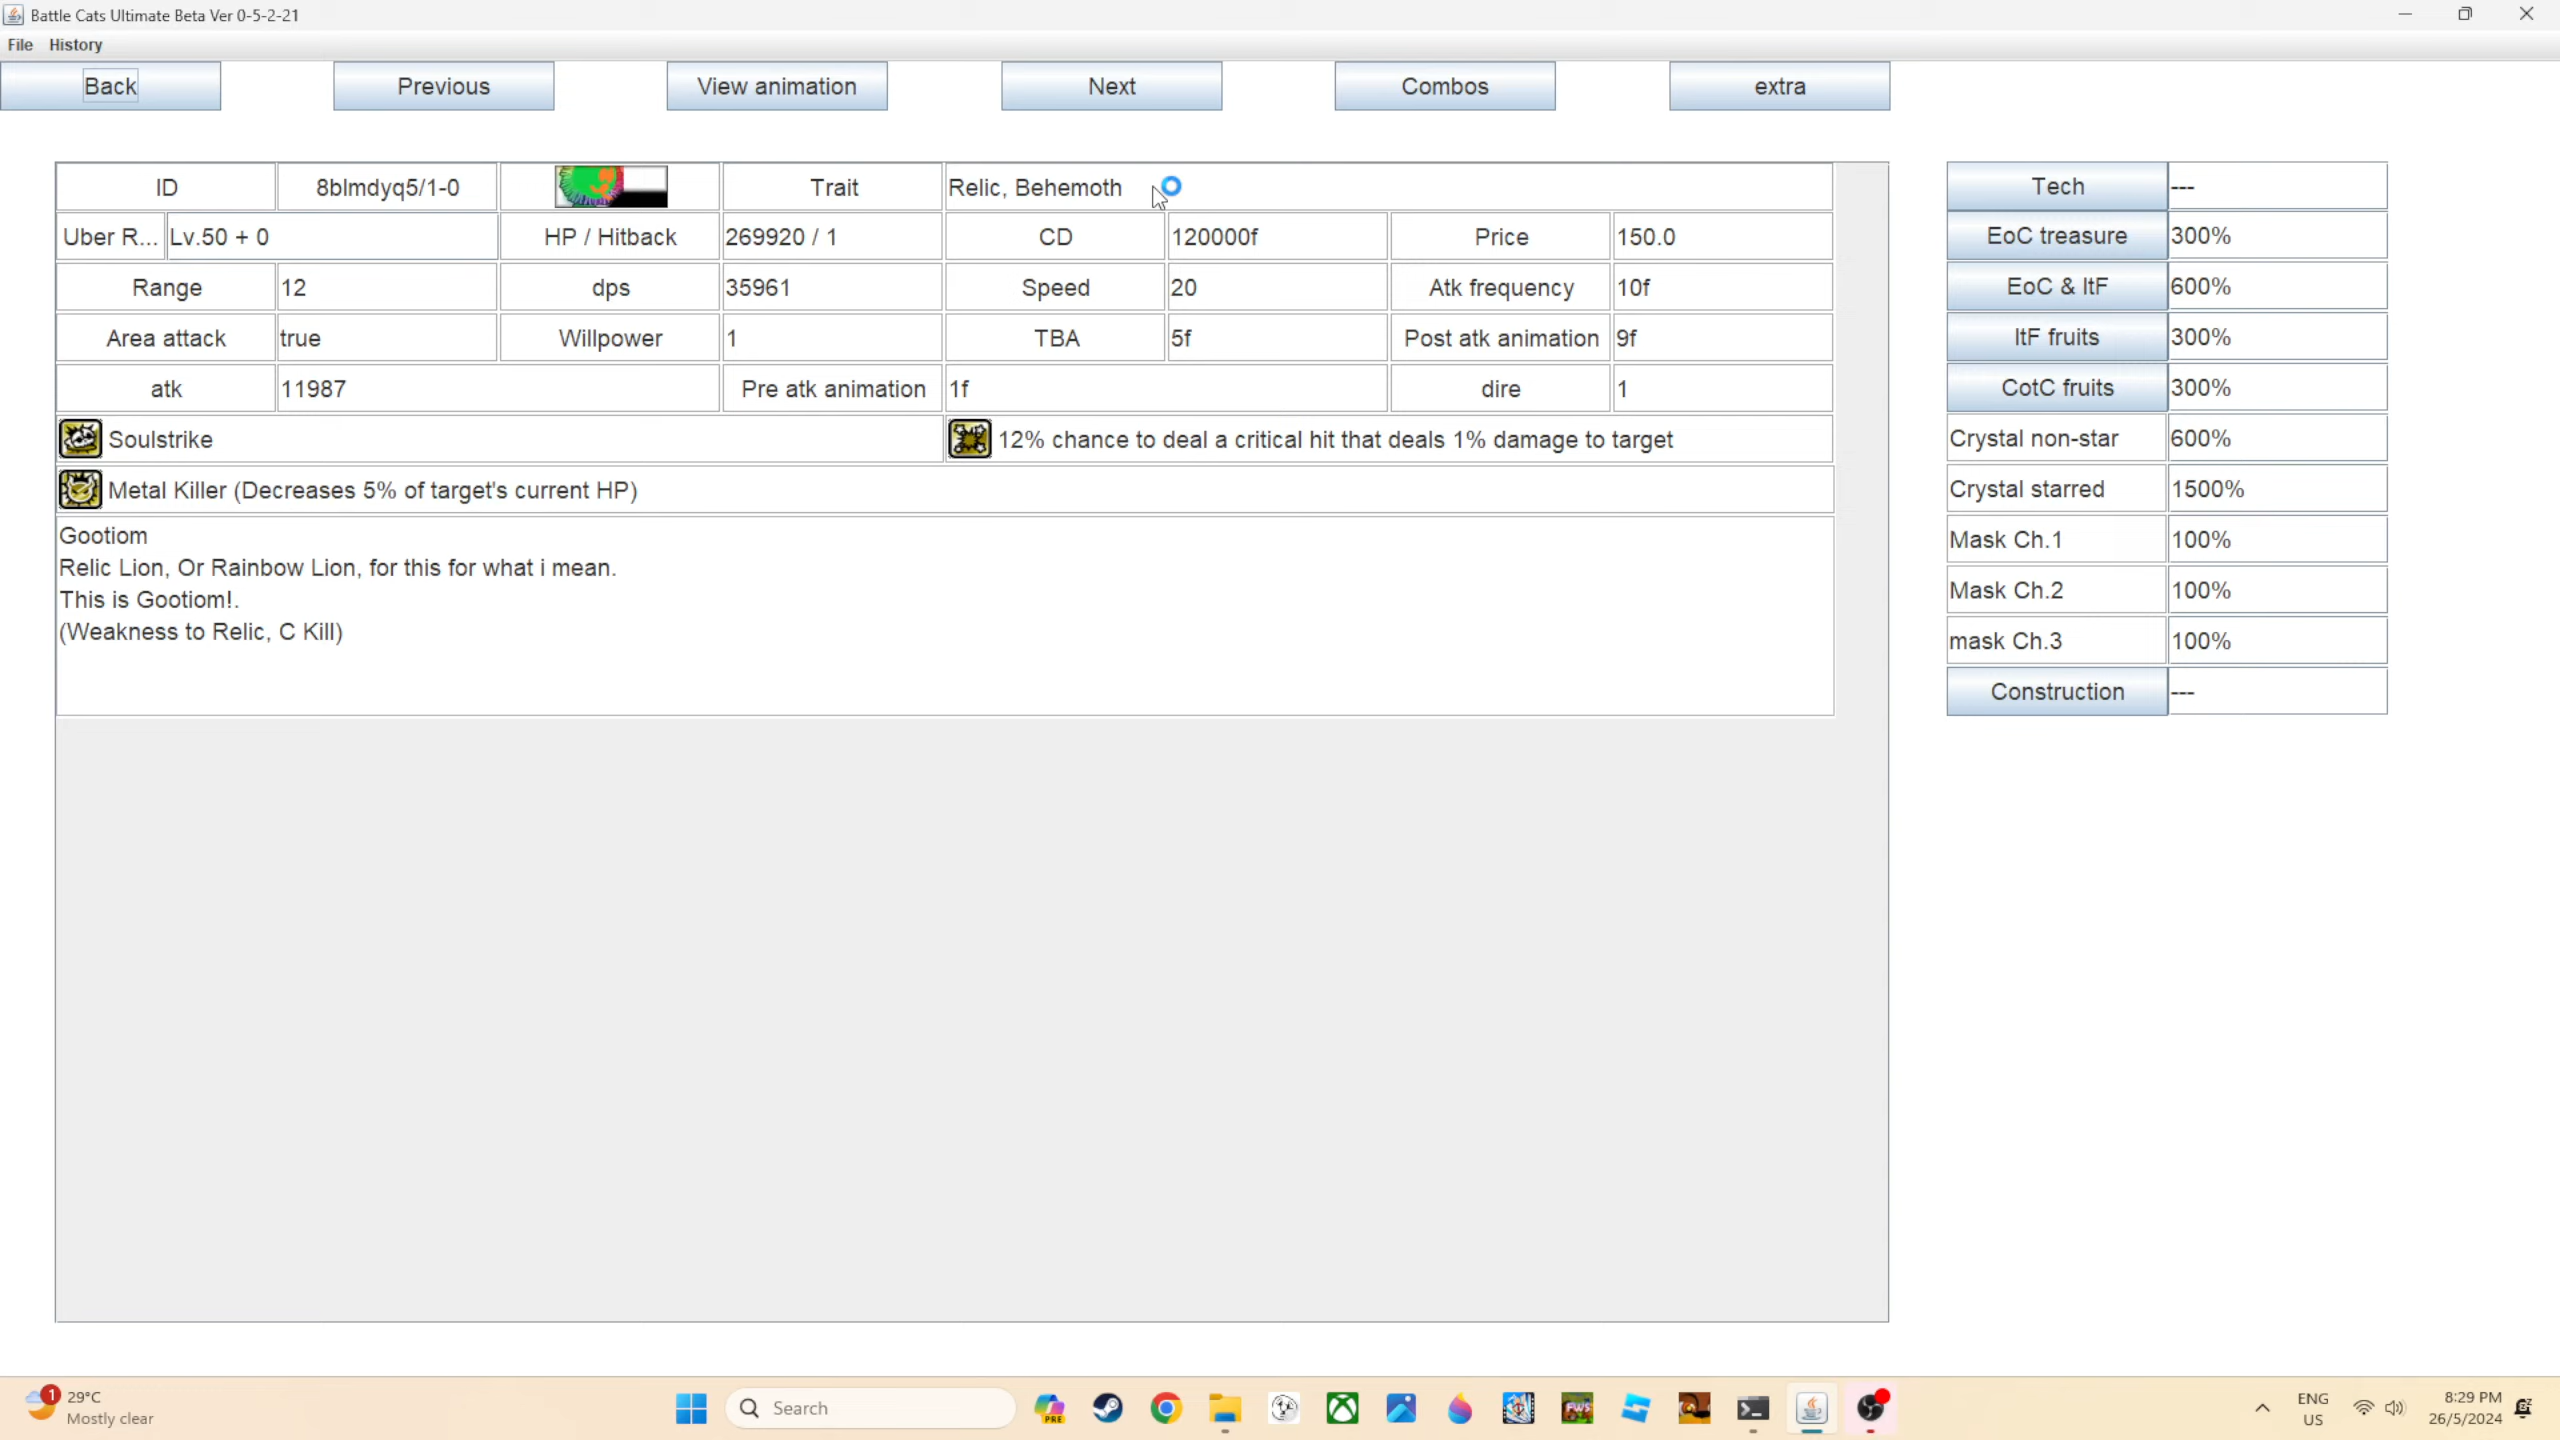 Battle Cats Ultimate Beta Ver 0-5-2-21
File History
Back Previous View animation Next Combos extra
ID 8blmdyq5/1-0 Trait Relic, Behemoth
Uber R... Lv.50 + 0 HP / Hitback 269920 / 1 CD 120000f Price 150.0
Range 12 dps 35961 Speed 20 Atk frequency 10f
Area attack true Willpower 1 TBA 5f Post atk animation 9f
atk 11987 Pre atk animation 1f dire 1
Soulstrike 12% chance to deal a critical hit that deals 1% damage to target
Metal Killer (Decreases 5% of target's current HP)
Gootiom
Relic Lion, Or Rainbow Lion, for this for what i mean.
This is Gootiom!.
(Weakness to Relic, C Kill)
Tech ---
EoC treasure 300%
EoC & ItF 600%
ItF fruits 300%
CotC fruits 300%
Crystal non-star 600%
Crystal starred 1500%
Mask Ch.1 100%
Mask Ch.2 100%
mask Ch.3 100%
Construction ---
1
29°C
Mostly clear
Search
PRE
FWS
ENG
US
8:29 PM
26/5/2024